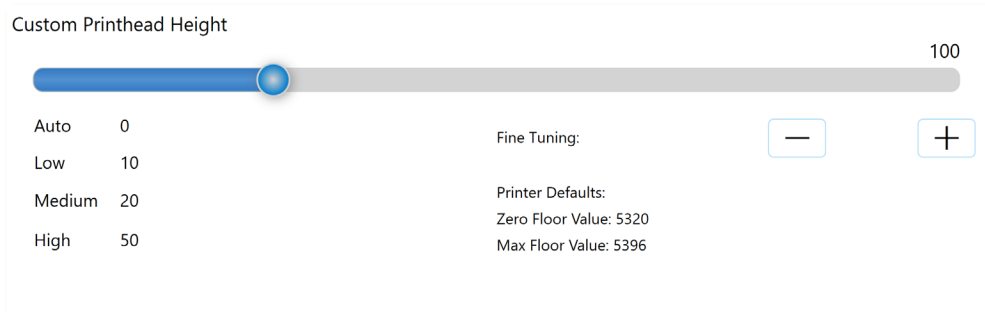 Custom Printhead Height
100
Auto 0
Low 10
Medium 20
High 50
Fine Tuning:
Printer Defaults:
Zero Floor Value: 5320
Max Floor Value: 5396